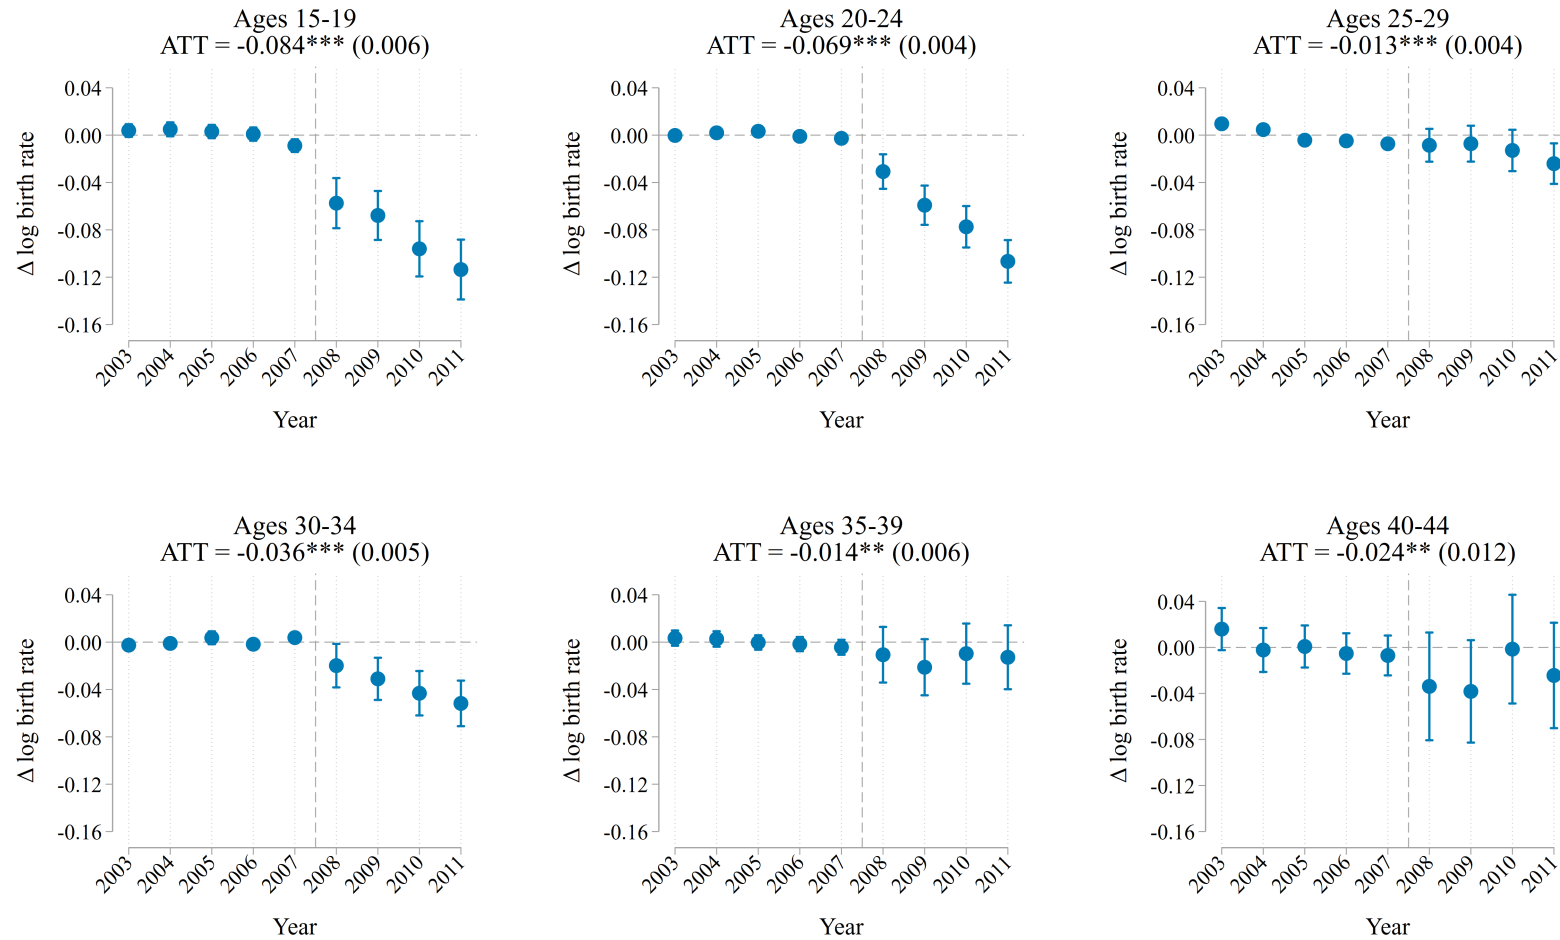 Ages 15-19
ATT = -0.084*** (0.006)
0.04
0.00
-0.04
-0.08
-0.12
-0.16
Δ log birth rate
2003 2004 2005 2006 2007 2008 2009 2010 2011
Year
Ages 20-24
ATT = -0.069*** (0.004)
0.04
0.00
-0.04
-0.08
-0.12
-0.16
Δ log birth rate
2003 2004 2005 2006 2007 2008 2009 2010 2011
Year
Ages 25-29
ATT = -0.013*** (0.004)
0.04
0.00
-0.04
-0.08
-0.12
-0.16
Δ log birth rate
2003 2004 2005 2006 2007 2008 2009 2010 2011
Year
Ages 30-34
ATT = -0.036*** (0.005)
0.04
0.00
-0.04
-0.08
-0.12
-0.16
Δ log birth rate
2003 2004 2005 2006 2007 2008 2009 2010 2011
Year
Ages 35-39
ATT = -0.014** (0.006)
0.04
0.00
-0.04
-0.08
-0.12
-0.16
Δ log birth rate
2003 2004 2005 2006 2007 2008 2009 2010 2011
Year
Ages 40-44
ATT = -0.024** (0.012)
0.04
0.00
-0.04
-0.08
-0.12
-0.16
Δ log birth rate
2003 2004 2005 2006 2007 2008 2009 2010 2011
Year